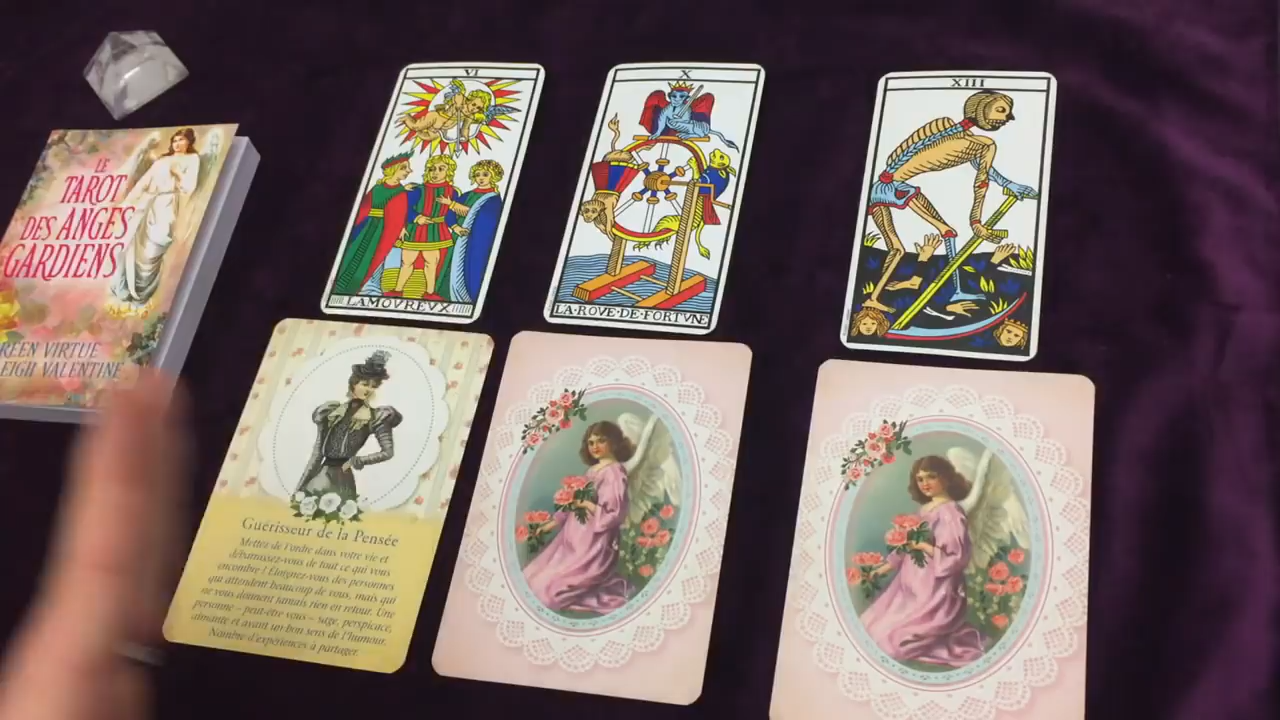 LE
TAROT
DES ANGES
GARDIENS
REEN VIRTUE
LEIGH VALENTINE
VI
LAMOVREVX
X
LA·ROVE·DE·FORTVNE
XIII
Guérisseur de la Pensée
Mettez de l'ordre dans votre vie et
débarrassez-vous de tout ce qui vous
encombre ! Éloignez-vous des personnes
qui attendent beaucoup de vous, mais qui
ne vous donnent jamais rien en retour. Une
personne – peut-être vous – sage, perspicace,
aimante et ayant un bon sens de l'humour.
Nombre d'expériences à partager.